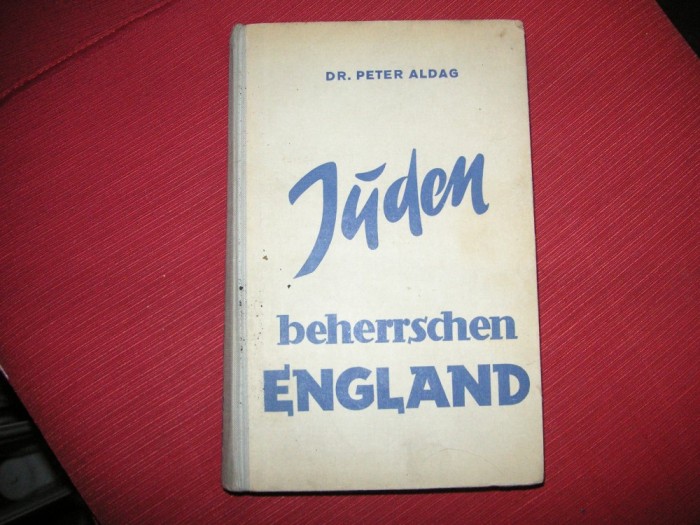 DR. PETER ALDAG
Juden
beherrschen
ENGLAND